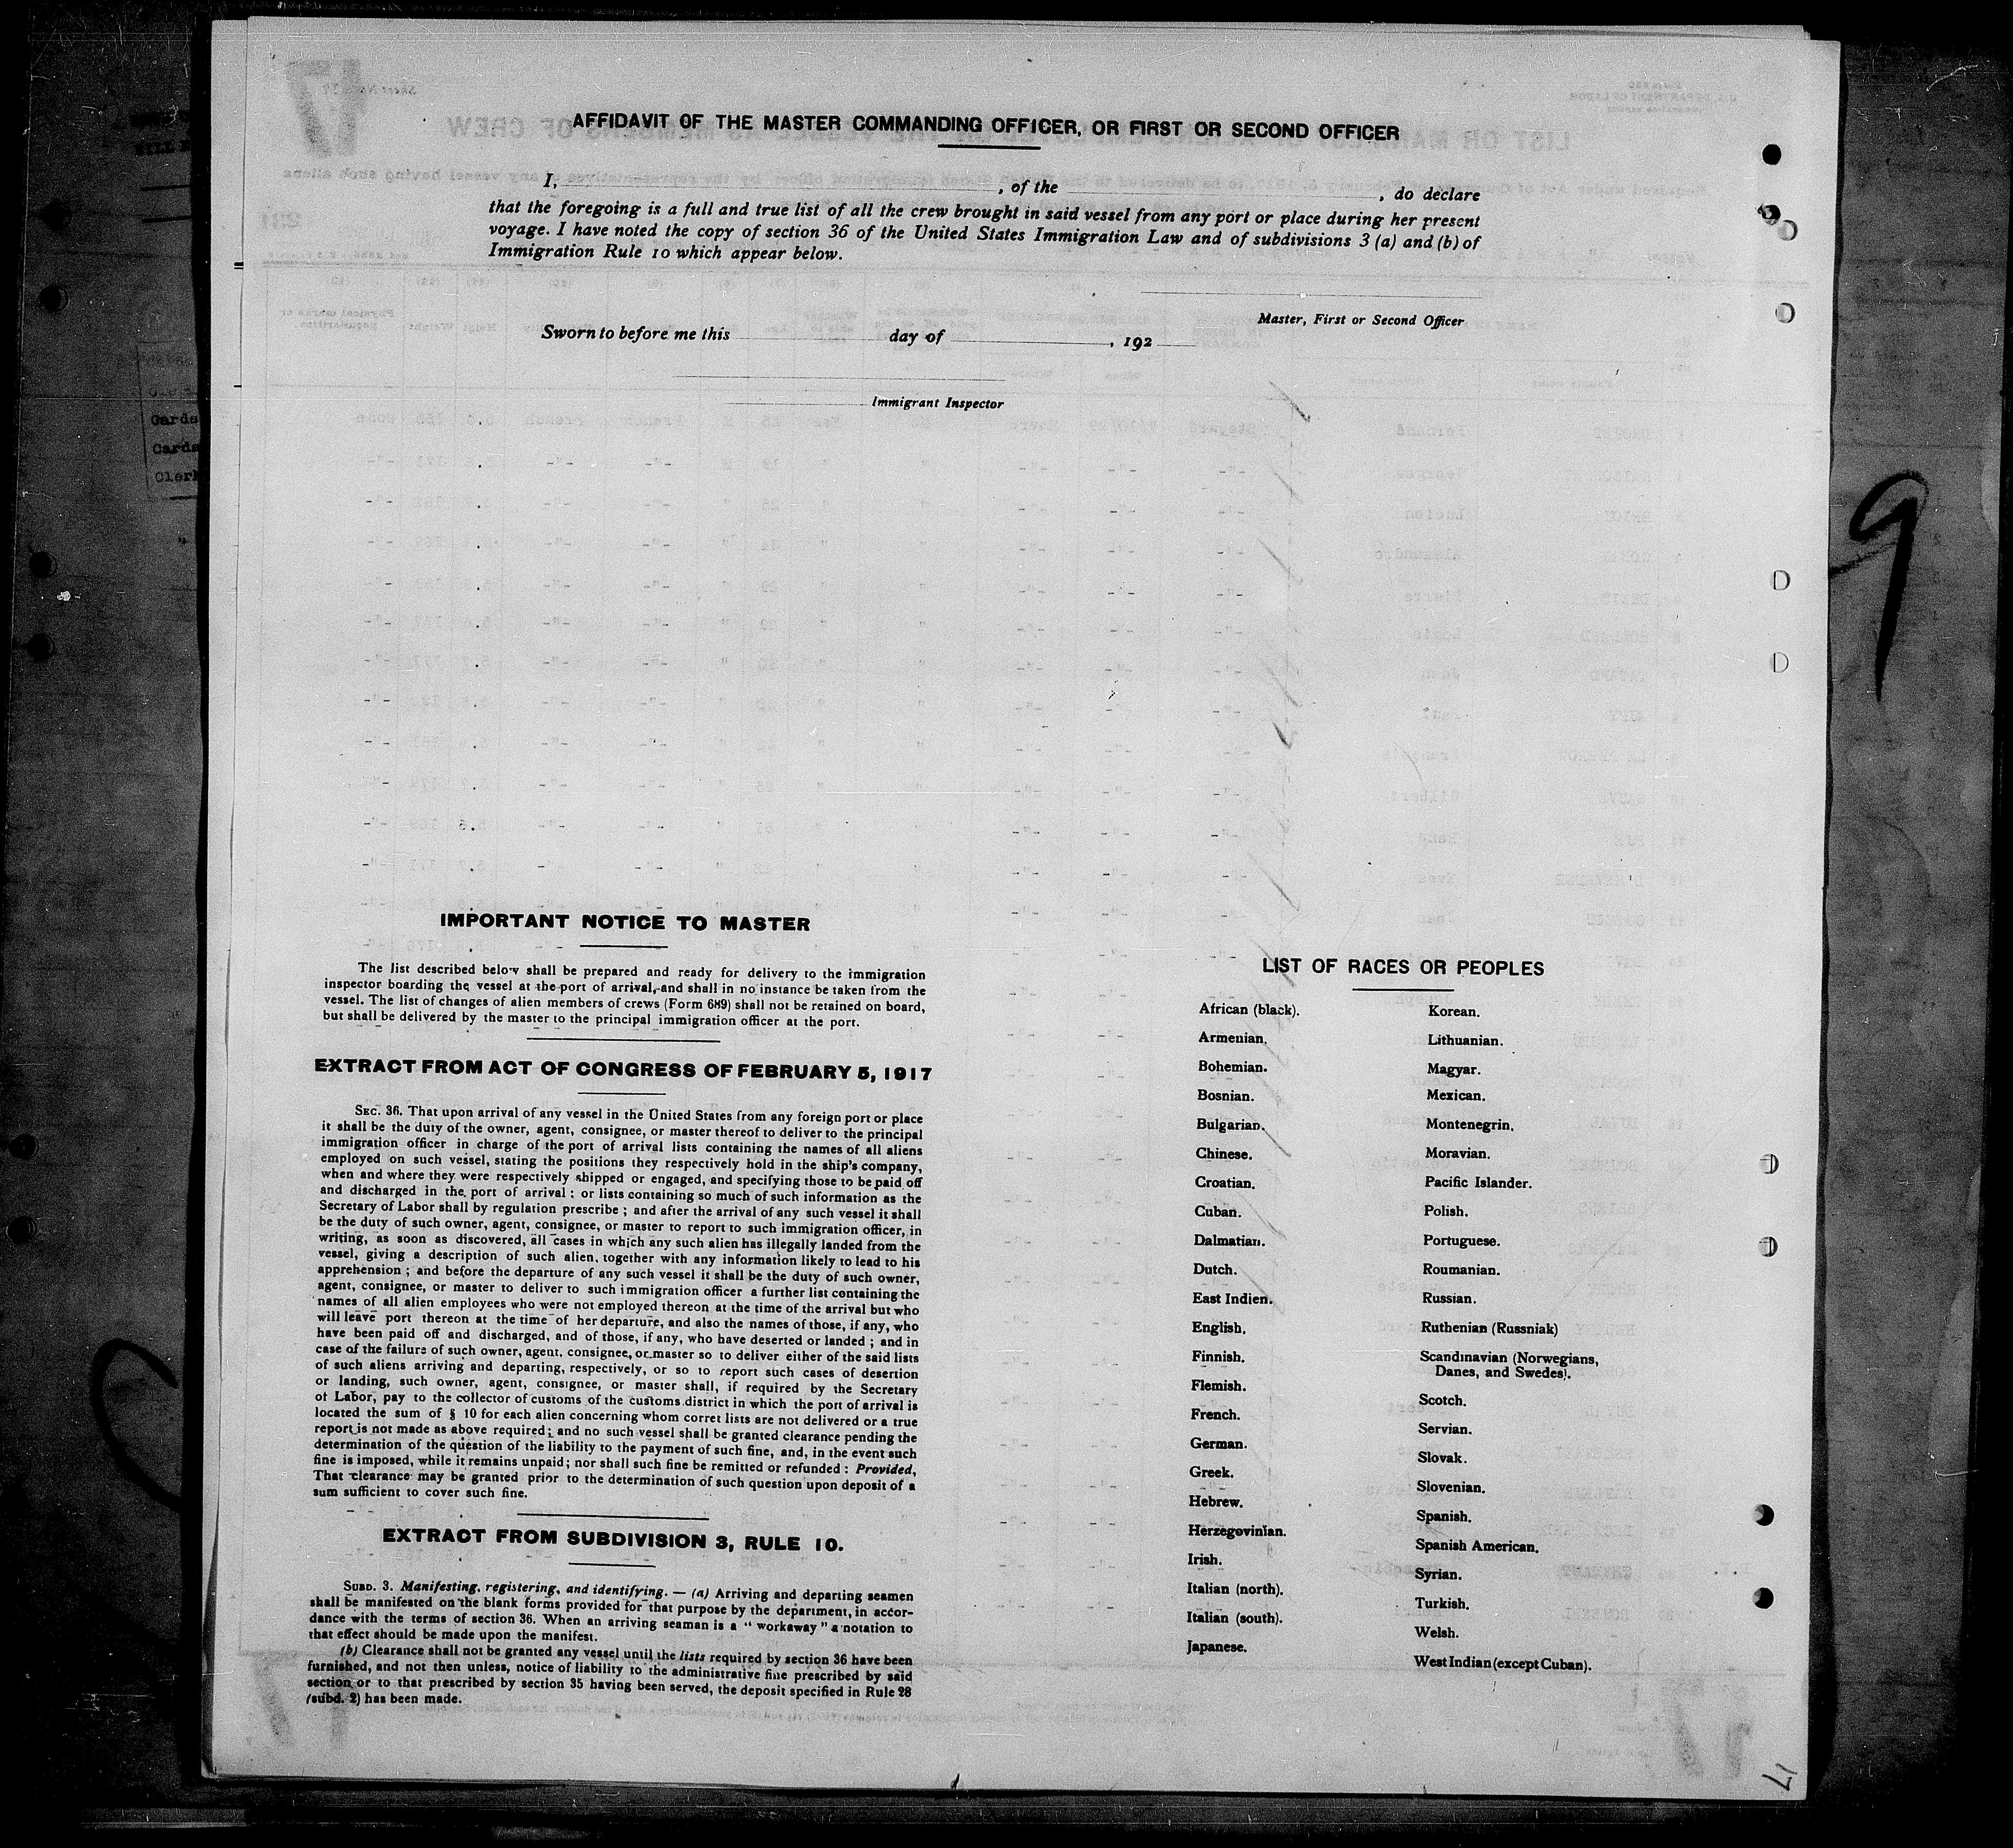 AFFIDAVIT OF THE MASTER COMMANDING OFFICER, OR FIRST OR SECOND OFFICER
I, , of the , do declare
that the foregoing is a full and true list of all the crew brought in said vessel from any port or place during her present
voyage. I have noted the copy of section 36 of the United States Immigration Law and of subdivisions 3 (a) and (b) of
Immigration Rule 10 which appear below.
Master, First or Second Officer
Sworn to before me this day of , 192
Immigrant Inspector
IMPORTANT NOTICE TO MASTER
The list described below shall be prepared and ready for delivery to the immigration
inspector boarding the vessel at the port of arrival, and shall in no instance be taken from the
vessel. The list of changes of alien members of crews (Form 689) shall not be retained on board,
but shall be delivered by the master to the principal immigration officer at the port.
EXTRACT FROM ACT OF CONGRESS OF FEBRUARY 5, 1917
SEC. 36. That upon arrival of any vessel in the United States from any foreign port or place
it shall be the duty of the owner, agent, consignee, or master thereof to deliver to the principal
immigration officer in charge of the port of arrival lists containing the names of all aliens
employed on such vessel, stating the positions they respectively hold in the ship's company,
when and where they were respectively shipped or engaged, and specifying those to be paid off
and discharged in the port of arrival ; or lists containing so much of such information as the
Secretary of Labor shall by regulation prescribe ; and after the arrival of any such vessel it shall
be the duty of such owner, agent, consignee, or master to report to such immigration officer, in
writing, as soon as discovered, all cases in which any such alien has illegally landed from the
vessel, giving a description of such alien, together with any information likely to lead to his
apprehension ; and before the departure of any such vessel it shall be the duty of such owner,
agent, consignee, or master to deliver to such immigration officer a further list containing the
names of all alien employees who were not employed thereon at the time of the arrival but who
will leave port thereon at the time of her departure, and also the names of those, if any, who
have been paid off and discharged, and of those, if any, who have deserted or landed ; and in
case of the failure of such owner, agent, consignee, or master so to deliver either of the said lists
of such aliens arriving and departing, respectively, or so to report such cases of desertion
or landing, such owner, agent, consignee, or master shall, if required by the Secretary
of Labor, pay to the collector of customs of the customs district in which the port of arrival is
located the sum of § 10 for each alien concerning whom corret lists are not delivered or a true
report is not made as above required ; and no such vessel shall be granted clearance pending the
determination of the question of the liability to the payment of such fine, and, in the event such
fine is imposed, while it remains unpaid ; nor shall such fine be remitted or refunded : Provided,
That clearance may be granted prior to the determination of such question upon deposit of a
sum sufficient to cover such fine.
EXTRACT FROM SUBDIVISION 3, RULE 10.
SUBD. 3. Manifesting, registering, and identifying. — (a) Arriving and departing seamen
shall be manifested on the blank forms provided for that purpose by the department, in accor-
dance with the terms of section 36. When an arriving seaman is a " workaway " a notation to
that effect should be made upon the manifest.
(b) Clearance shall not be granted any vessel until the lists required by section 36 have been
furnished, and not then unless, notice of liability to the administrative fine prescribed by said
section or to that prescribed by section 35 having been served, the deposit specified in Rule 28
(subd. 2) has been made.
LIST OF RACES OR PEOPLES
African (black).
Armenian.
Bohemian.
Bosnian.
Bulgarian.
Chinese.
Croatian.
Cuban.
Dalmatian.
Dutch.
East Indien.
English.
Finnish.
Flemish.
French.
German.
Greek.
Hebrew.
Herzegovinian.
Irish.
Italian (north).
Italian (south).
Japanese.
Korean.
Lithuanian.
Magyar.
Mexican.
Montenegrin.
Moravian.
Pacific Islander.
Polish.
Portuguese.
Roumanian.
Russian.
Ruthenian (Russniak)
Scandinavian (Norwegians,
Danes, and Swedes).
Scotch.
Servian.
Slovak.
Slovenian.
Spanish.
Spanish American.
Syrian.
Turkish.
Welsh.
West Indian (except Cuban).
17
9